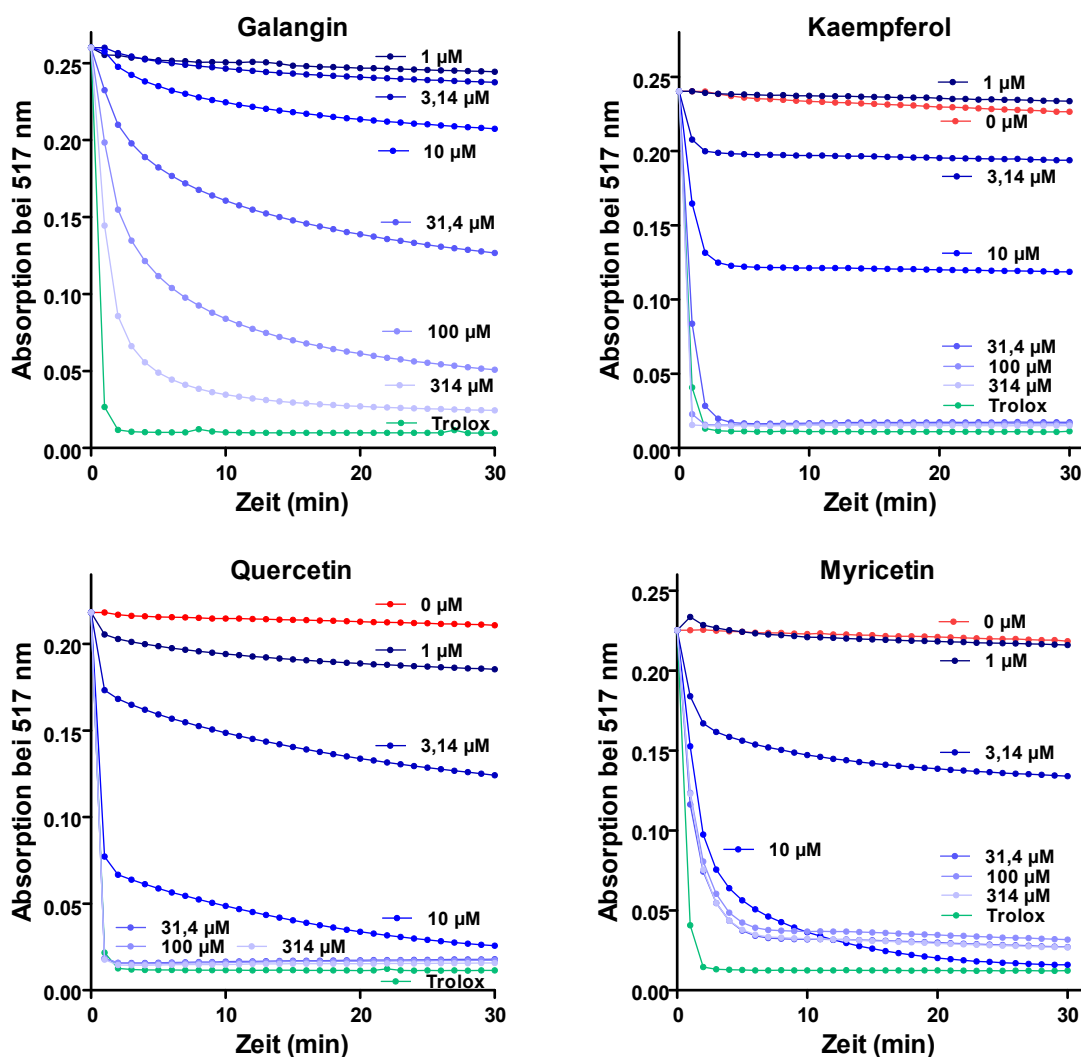 Galangin
Absorption bei 517 nm
0.25
0.20
0.15
0.10
0.05
0.00
1 µM
3,14 µM
10 µM
31,4 µM
100 µM
314 µM
Trolox
0 10 20 30
Zeit (min)
Kaempferol
Absorption bei 517 nm
0.25
0.20
0.15
0.10
0.05
0.00
1 µM
0 µM
3,14 µM
10 µM
31,4 µM
100 µM
314 µM
Trolox
0 10 20 30
Zeit (min)
Quercetin
Absorption bei 517 nm
0.20
0.15
0.10
0.05
0.00
0 µM
1 µM
3,14 µM
10 µM
31,4 µM
100 µM 314 µM
Trolox
0 10 20 30
Zeit (min)
Myricetin
Absorption bei 517 nm
0.25
0.20
0.15
0.10
0.05
0.00
0 µM
1 µM
3,14 µM
10 µM
31,4 µM
100 µM
314 µM
Trolox
0 10 20 30
Zeit (min)